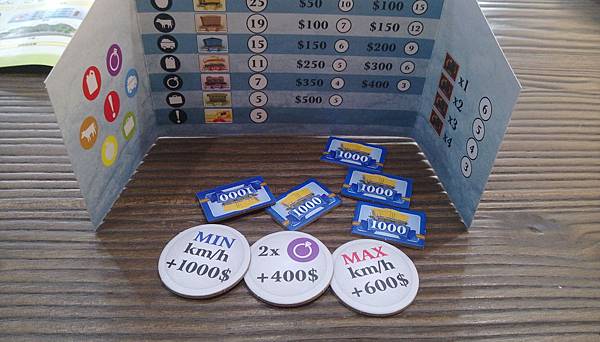 25 $50 10 $100 15
19 $100 7 $150 12
15 $150 6 $200 9
11 $250 5 $300 6
7 $350 4 $400 3
5 $500 3
5
x1
x2
x3
x4
6
5
4
3
!
!
1000
1000
1000
1000
1000
MIN
km/h
+1000$
2x
+400$
MAX
km/h
+600$